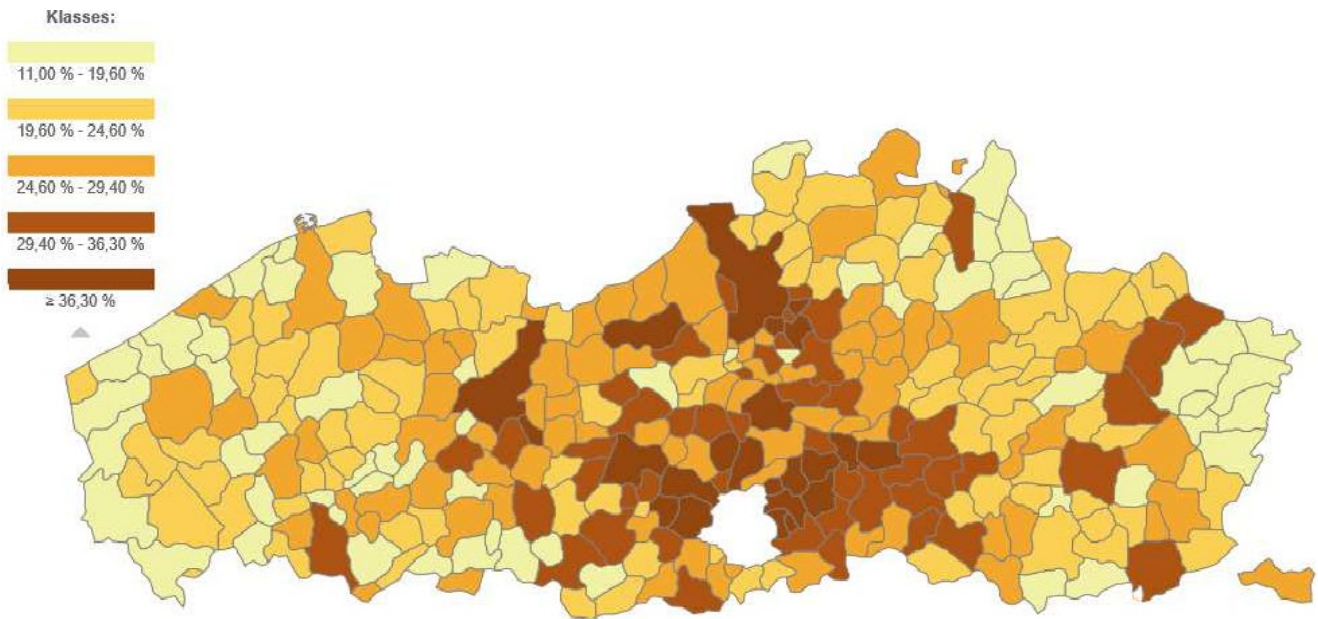 Klasses:
11,00 % - 19,60 %
19,60 % - 24,60 %
24,60 % - 29,40 %
29,40 % - 36,30 %
≥ 36,30 %